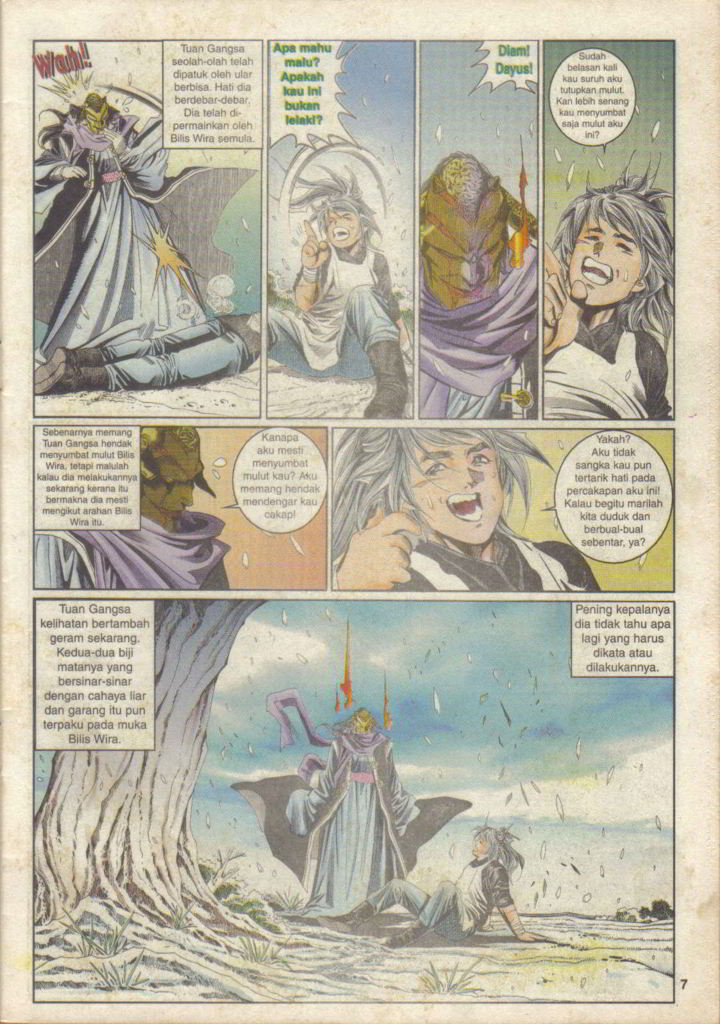 Wauh!!
Tuan Gangsa
seolah-olah telah
dipatuk oleh ular
berbisa. Hati dia
berdebar-debar,
Dia telah di-
permainkan oleh
Bilis Wira semula.
Apa mahu
malu?
Apakah
kau ini
bukan
lelaki?
Diam!
Dayus!
Sudah
belasan kali
kau suruh aku
tutupkan mulut.
Kan lebih senang
kau menyumbat
saja mulut aku
ini?
Sebenarnya memang
Tuan Gangsa hendak
menyumbat mulut Bilis
Wira, tetapi malulah
kalau dia melakukannya
sekarang kerana itu
bermakna dia mesti
mengikut arahan Bilis
Wira itu.
Kanapa
aku mesti
menyumbat
mulut kau? Aku
memang hendak
mendengar kau
cakap!
Yakah?
Aku tidak
sangka kau pun
tertarik hati pada
percakapan aku ini!
Kalau begitu marilah
kita duduk dan
berbual-bual
sebentar, ya?
Tuan Gangsa
kelihatan bertambah
geram sekarang.
Kedua-dua biji
matanya yang
bersinar-sinar
dengan cahaya liar
dan garang itu pun
terpaku pada muka
Bilis Wira.
Pening kepalanya
dia tidak tahu apa
lagi yang harus
dikata atau
dilakukannya.
7